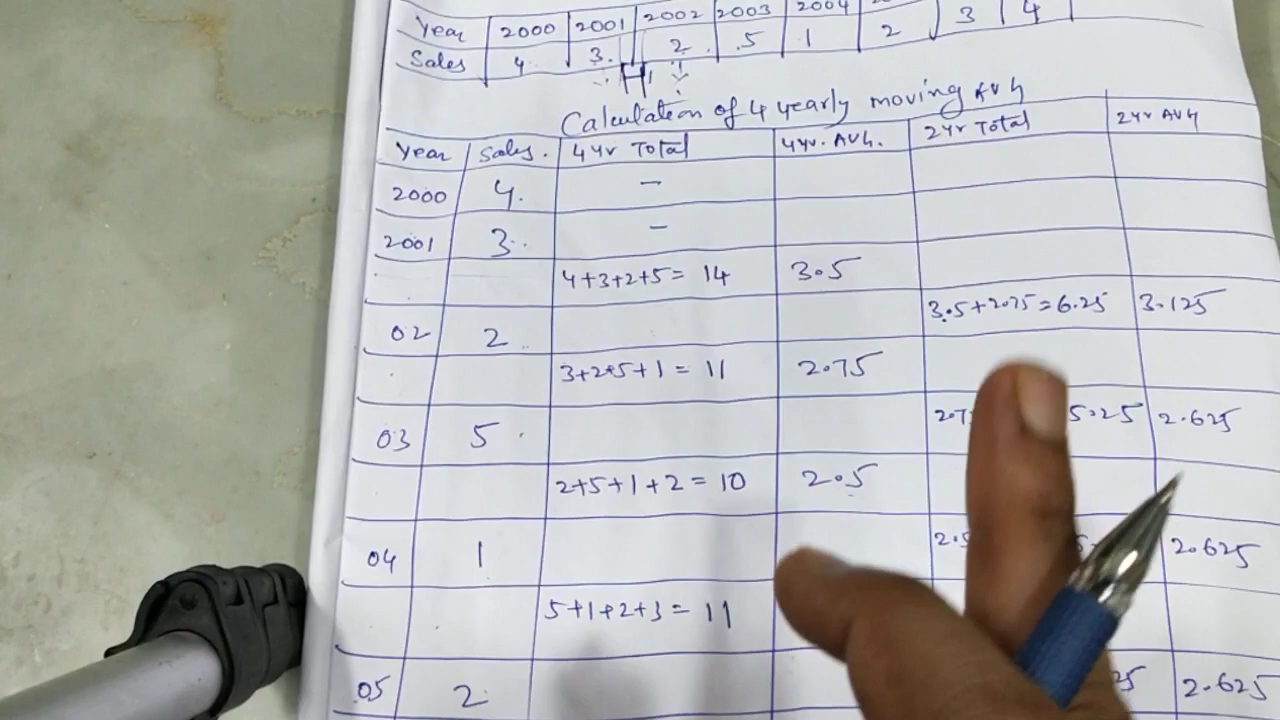 Year 2000 2001 2002 2003 2004 3 4
Sales 4 3. 2 .5 1 2
Calculation of 4 yearly moving AVG
Year Sales. 4 Yr Total 4 Yr. AVG. 2 Yr Total 2 Yr AVG
2000 4. -
2001 3. -
4+3+2+5= 14 3.5
02 2 3.5+2.75=6.25 3.125
3+2+5+1 = 11 2.75
03 5 5.25 2.625
2+5+1+2 = 10 2.5
04 1 2.625
5+1+2+3 = 11
05 2 2.625